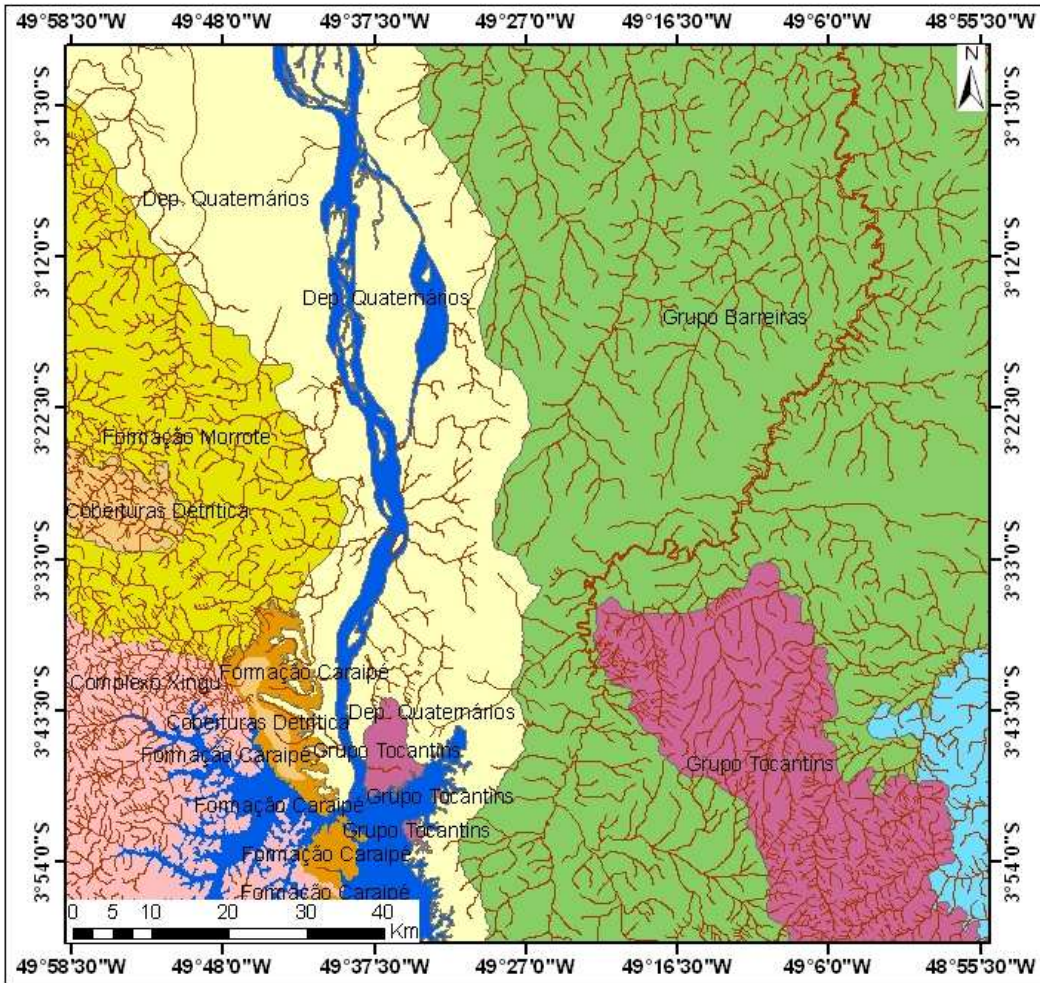 49°58'30"W 49°48'0"W 49°37'30"W 49°27'0"W 49°16'30"W 49°6'0"W 48°55'30"W
N
3°1'30"S 3°1'30"S
Dep. Quaternários
3°12'0"S 3°12'0"S
Dep. Quaternários
Grupo Barreiras
3°22'30"S 3°22'30"S
Formação Morrote
Coberturas Detrítica
3°33'0"S 3°33'0"S
Formação Caraipé
Complexo Xingu
3°43'30"S 3°43'30"S
Dep. Quaternários
Coberturas Detrítica
Formação Caraipé
Grupo Tocantins
Grupo Tocantins
Formação Caraipé
Grupo Tocantins
Grupo Tocantins
Formação Caraipé
3°54'0"S 3°54'0"S
Formação Caraipé
0 5 10 20 30 40
Km
49°58'30"W 49°48'0"W 49°37'30"W 49°27'0"W 49°16'30"W 49°6'0"W 48°55'30"W